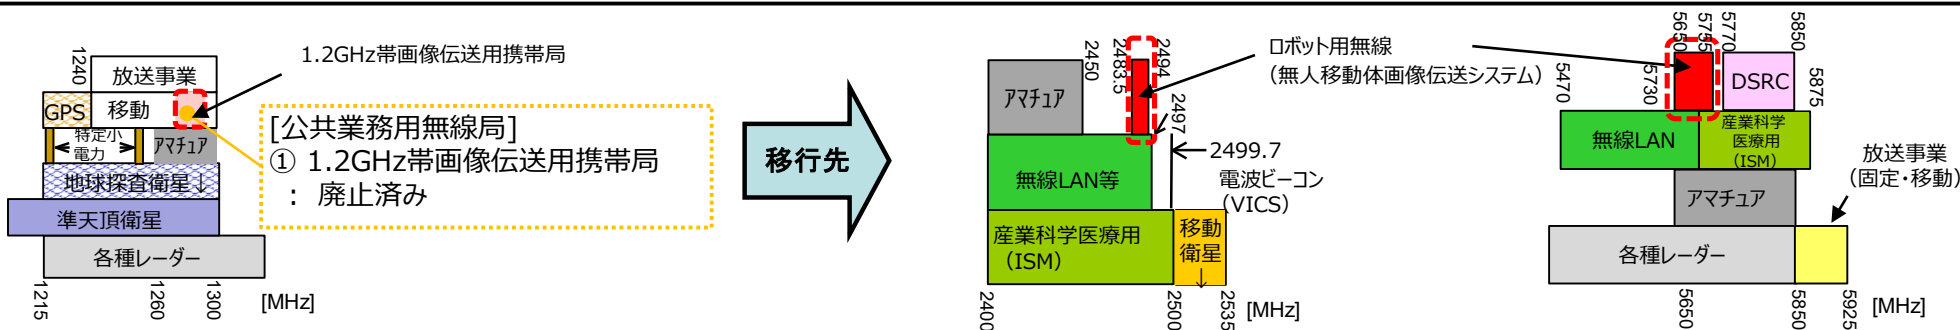 1.2GHz帯画像伝送用携帯局
1240
放送事業
GPS
移動
特定小
電力
ｱﾏﾁｭｱ
地球探査衛星↓
準天頂衛星
各種レーダー
1215
1260
1300
[MHz]
[公共業務用無線局]
① 1.2GHz帯画像伝送用携帯局
： 廃止済み
移行先
ロボット用無線
（無人移動体画像伝送システム）
2450
2483.5
2494
2497
ｱﾏﾁｭｱ
無線LAN等
2499.7
電波ビーコン
（VICS）
産業科学医療用
（ISM）
移動
衛星
↓
2400
2500
2535
[MHz]
5470
5730
5650
5755
5770
5850
5875
DSRC
無線LAN
産業科学
医療用
（ISM）
放送事業
（固定・移動）
アマチュア
各種レーダー
5650
5850
5925
[MHz]